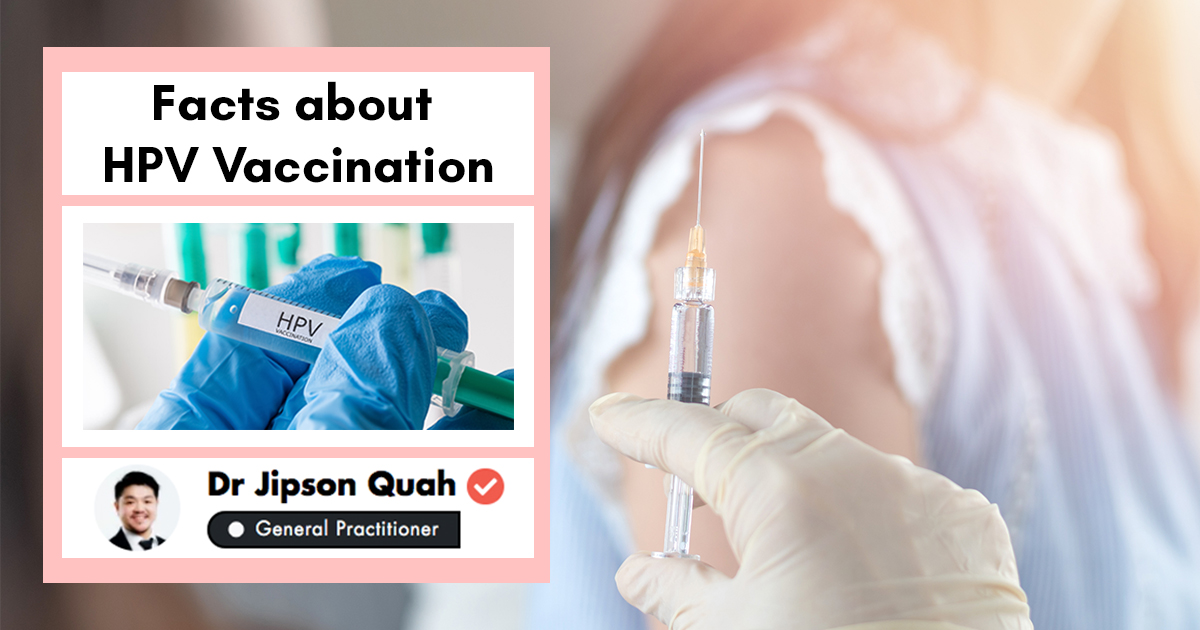 Facts about
HPV Vaccination
HPV
VACCINATION
Dr Jipson Quah
General Practitioner